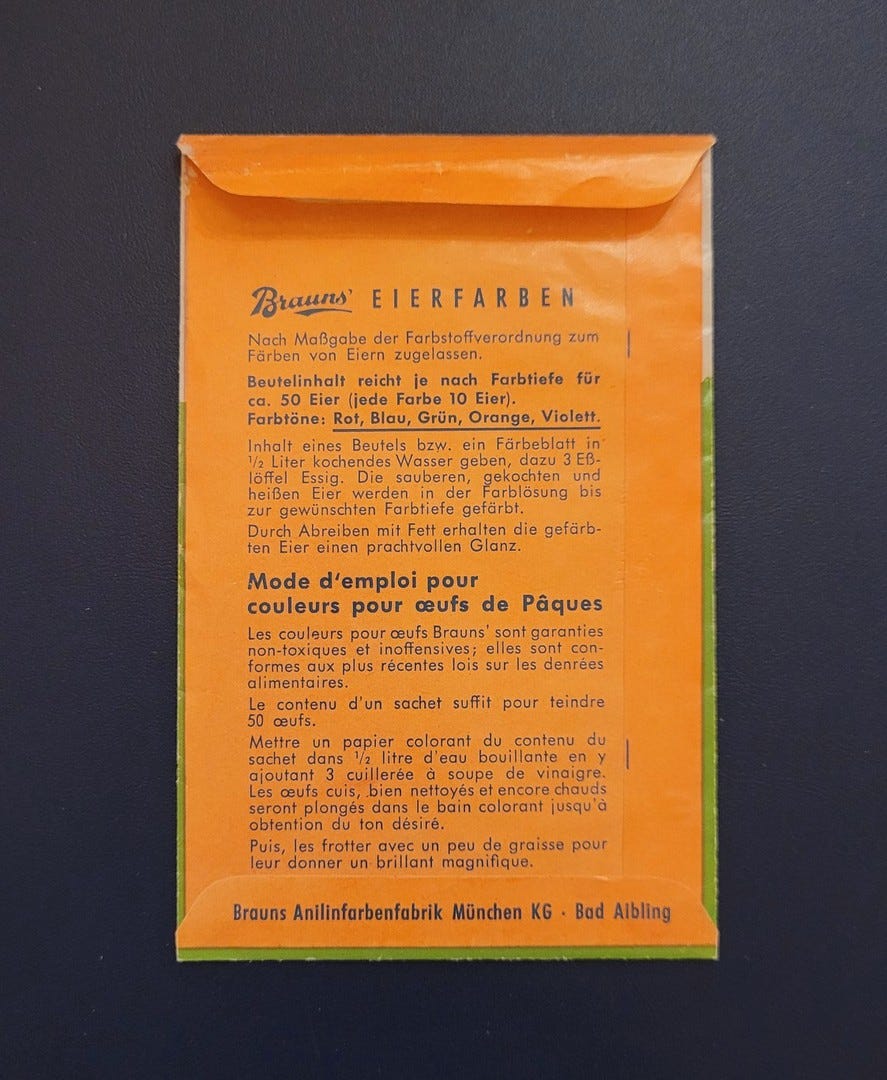 Brauns' EIERFARBEN
Nach Maßgabe der Farbstoffverordnung zum
Färben von Eiern zugelassen.
Beutelinhalt reicht je nach Farbtiefe für
ca. 50 Eier (jede Farbe 10 Eier).
Farbtöne: Rot, Blau, Grün, Orange, Violett.
Inhalt eines Beutels bzw. ein Färbeblatt in
½ Liter kochendes Wasser geben, dazu 3 Eß-
löffel Essig. Die sauberen, gekochten und
heißen Eier werden in der Farblösung bis
zur gewünschten Farbtiefe gefärbt.
Durch Abreiben mit Fett erhalten die gefärb-
ten Eier einen prachtvollen Glanz.
Mode d'emploi pour
couleurs pour œufs de Pâques
Les couleurs pour œufs Brauns' sont garanties
non-toxiques et inoffensives; elles sont con-
formes aux plus récentes lois sur les denrées
alimentaires.
Le contenu d'un sachet suffit pour teindre
50 œufs.
Mettre un papier colorant du contenu du
sachet dans ½ litre d'eau bouillante en y
ajoutant 3 cuillerée à soupe de vinaigre.
Les œufs cuis, bien nettoyés et encore chauds
seront plongés dans le bain colorant jusqu'à
obtention du ton désiré.
Puis, les frotter avec un peu de graisse pour
leur donner un brillant magnifique.
Brauns Anilinfarbenfabrik München KG · Bad Aibling